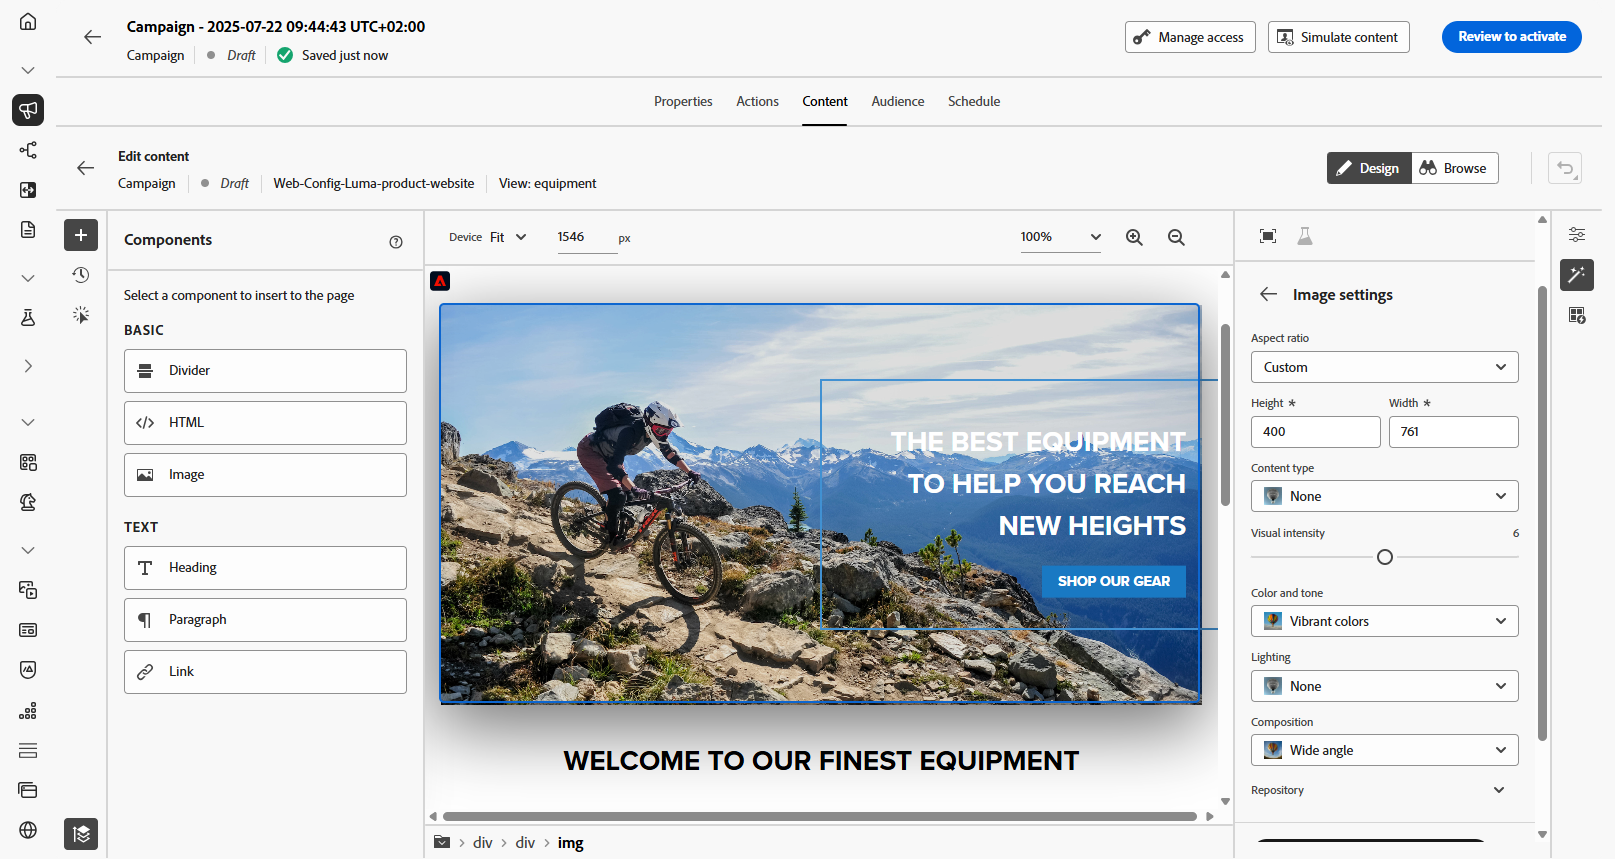 Campaign - 2025-07-22 09:44:43 UTC+02:00
Campaign Draft Saved just now
Manage access
Simulate content
Review to activate
Properties Actions Content Audience Schedule
Edit content
Campaign Draft Web-Config-Luma-product-website View: equipment
Design Browse
Components
Select a component to insert to the page
BASIC
Divider
HTML
Image
TEXT
Heading
Paragraph
Link
Device Fit 1546 px
100%
THE BEST EQUIPMENT
TO HELP YOU REACH
NEW HEIGHTS
SHOP OUR GEAR
WELCOME TO OUR FINEST EQUIPMENT
div > div > img
Image settings
Aspect ratio
Custom
Height * Width *
400 761
Content type
None
Visual intensity 6
Color and tone
Vibrant colors
Lighting
None
Composition
Wide angle
Repository